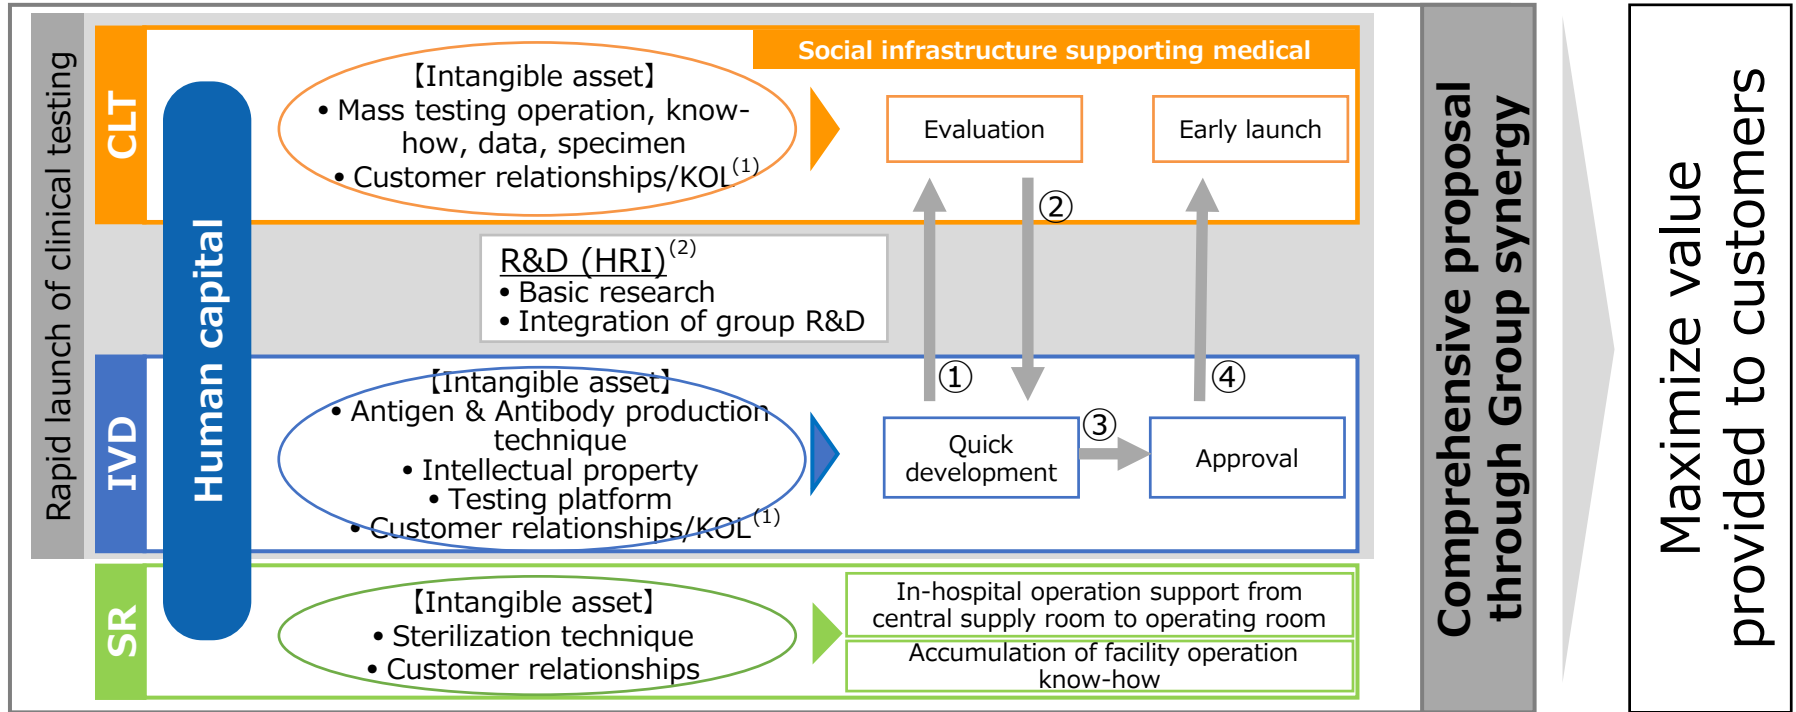 Rapid launch of clinical testing
CLT
Human capital
IVD
SR
Social infrastructure supporting medical
【Intangible asset】
• Mass testing operation, know-
how, data, specimen
• Customer relationships/KOL(1)
Evaluation
Early launch
②
R&D (HRI)(2)
• Basic research
• Integration of group R&D
①
④
【Intangible asset】
• Antigen & Antibody production
technique
• Intellectual property
• Testing platform
• Customer relationships/KOL(1)
Quick
development
③
Approval
【Intangible asset】
• Sterilization technique
• Customer relationships
In-hospital operation support from
central supply room to operating room
Accumulation of facility operation
know-how
Comprehensive proposal
through Group synergy
Maximize value
provided to customers